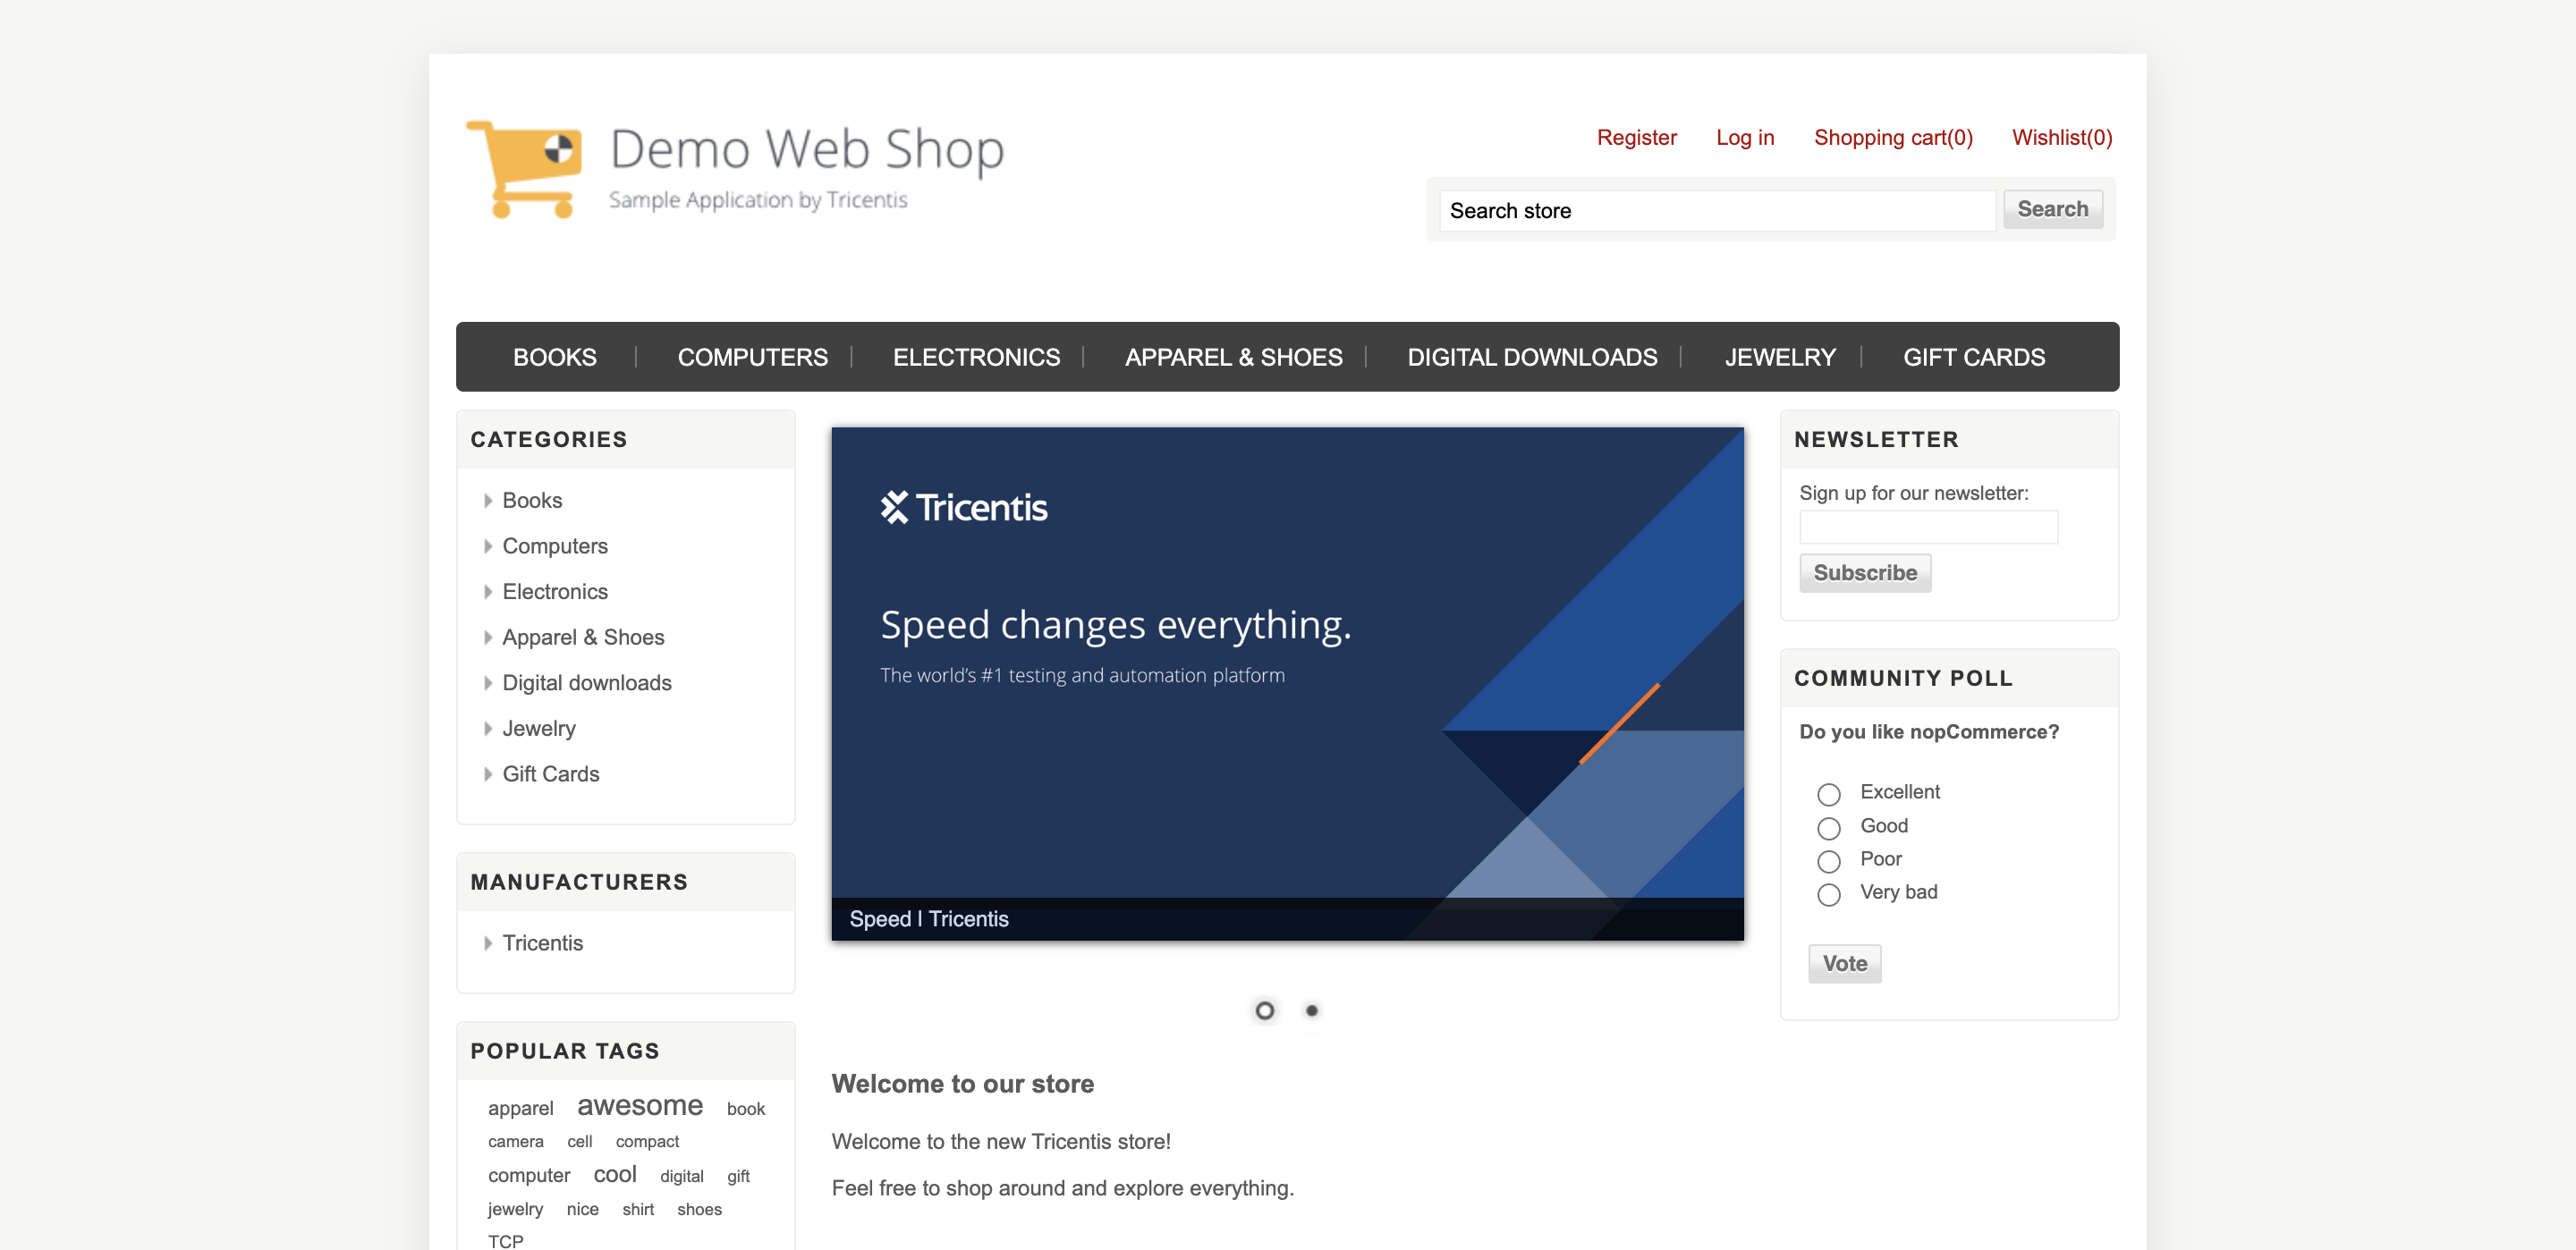 Demo Web Shop
Sample Application by Tricentis
Register Log in Shopping cart(0) Wishlist(0)
Search store Search
BOOKS COMPUTERS ELECTRONICS APPAREL & SHOES DIGITAL DOWNLOADS JEWELRY GIFT CARDS
CATEGORIES
Books
Computers
Electronics
Apparel & Shoes
Digital downloads
Jewelry
Gift Cards
MANUFACTURERS
Tricentis
POPULAR TAGS
apparel awesome book
camera cell compact
computer cool digital gift
jewelry nice shirt shoes
TCP
Tricentis
Speed changes everything.
The world's #1 testing and automation platform
Speed I Tricentis
Welcome to our store
Welcome to the new Tricentis store!
Feel free to shop around and explore everything.
NEWSLETTER
Sign up for our newsletter:
Subscribe
COMMUNITY POLL
Do you like nopCommerce?
Excellent
Good
Poor
Very bad
Vote